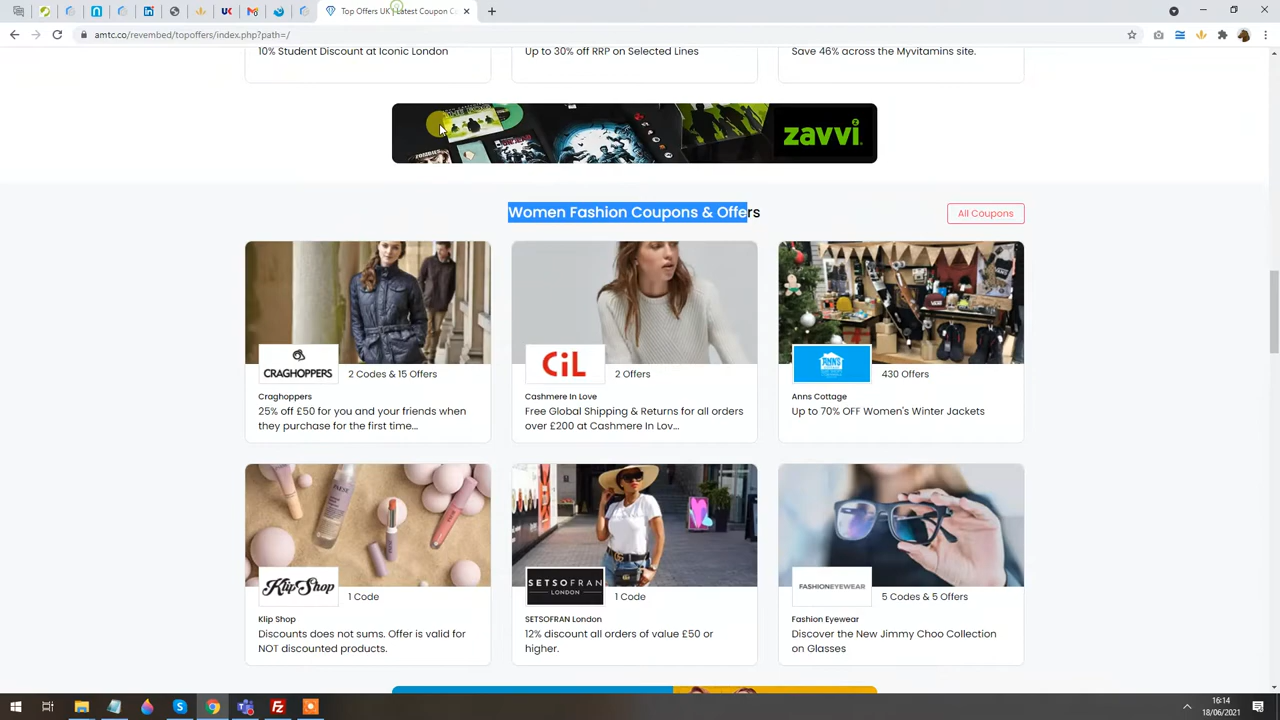 Top Offers UK: Latest Coupon C
amtc.co/revembed/topoffers/index.php?path=/
10% Student Discount at Iconic London
Up to 30% off RRP on Selected Lines
Save 46% across the Myvitamins site.
zavvi
Women Fashion Coupons & Offers
All Coupons
CRAGHOPPERS
2 Codes & 15 Offers
Craghoppers
25% off £50 for you and your friends when
they purchase for the first time...
CiL
2 Offers
Cashmere In Love
Free Global Shipping & Returns for all orders
over £200 at Cashmere In Lov...
ANN'S
430 Offers
Anns Cottage
Up to 70% OFF Women's Winter Jackets
Klip Shop
1 Code
Klip Shop
Discounts does not sums. Offer is valid for
NOT discounted products.
SETSOFRAN
LONDON
1 Code
SETSOFRAN London
12% discount all orders of value £50 or
higher.
FASHIONEYEWEAR
5 Codes & 5 Offers
Fashion Eyewear
Discover the New Jimmy Choo Collection
on Glasses
16:14
18/06/2021